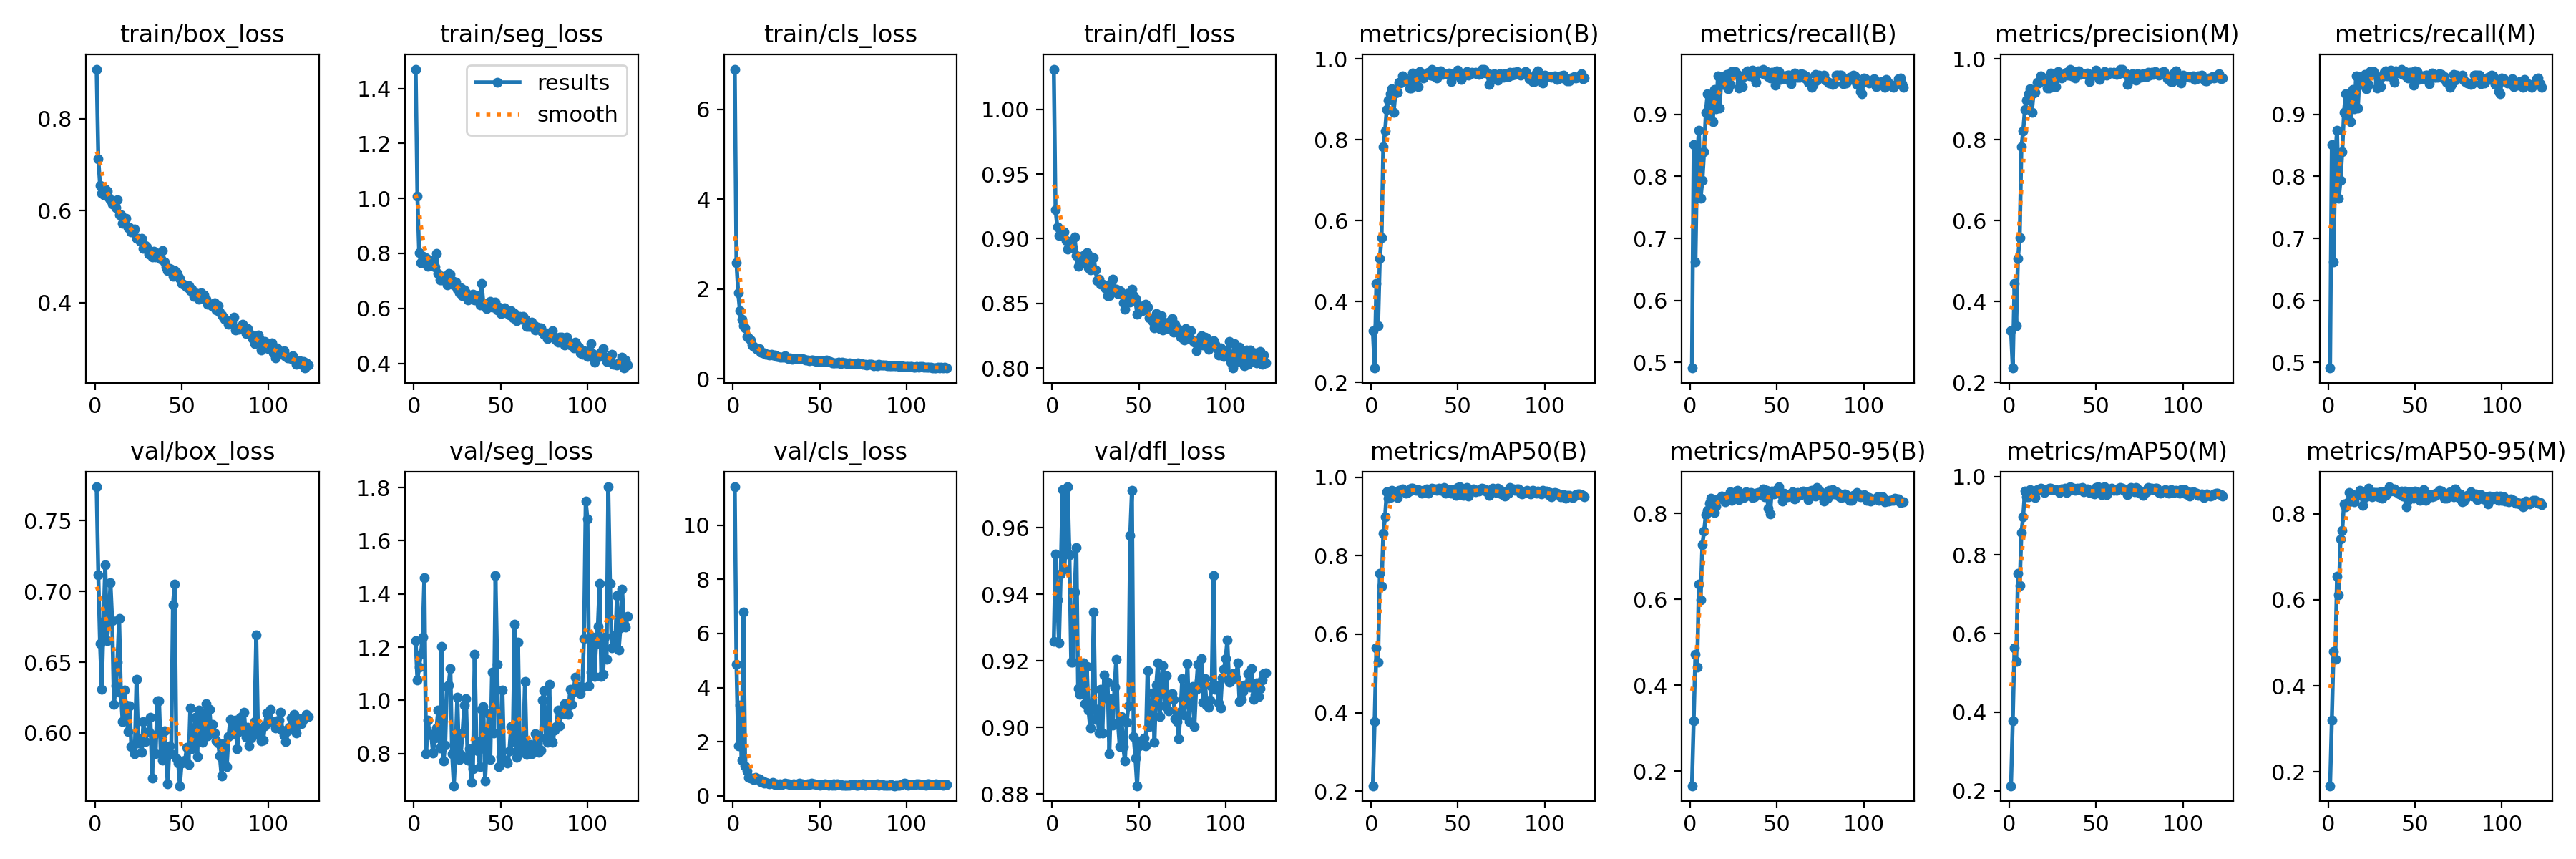 train/box_loss
train/seg_loss
train/cls_loss
train/dfl_loss
metrics/precision(B)
metrics/recall(B)
metrics/precision(M)
metrics/recall(M)
0.8
0.6
0.4
0 50 100
results
smooth
1.4
1.2
1.0
0.8
0.6
0.4
0 50 100
6
4
2
0
0 50 100
1.00
0.95
0.90
0.85
0.80
0 50 100
1.0
0.8
0.6
0.4
0.2
0 50 100
0.9
0.8
0.7
0.6
0.5
0 50 100
1.0
0.8
0.6
0.4
0.2
0 50 100
0.9
0.8
0.7
0.6
0.5
0 50 100
val/box_loss
val/seg_loss
val/cls_loss
val/dfl_loss
metrics/mAP50(B)
metrics/mAP50-95(B)
metrics/mAP50(M)
metrics/mAP50-95(M)
0.75
0.70
0.65
0.60
0 50 100
1.8
1.6
1.4
1.2
1.0
0.8
0 50 100
10
8
6
4
2
0
0 50 100
0.96
0.94
0.92
0.90
0.88
0 50 100
1.0
0.8
0.6
0.4
0.2
0 50 100
0.8
0.6
0.4
0.2
0 50 100
1.0
0.8
0.6
0.4
0.2
0 50 100
0.8
0.6
0.4
0.2
0 50 100